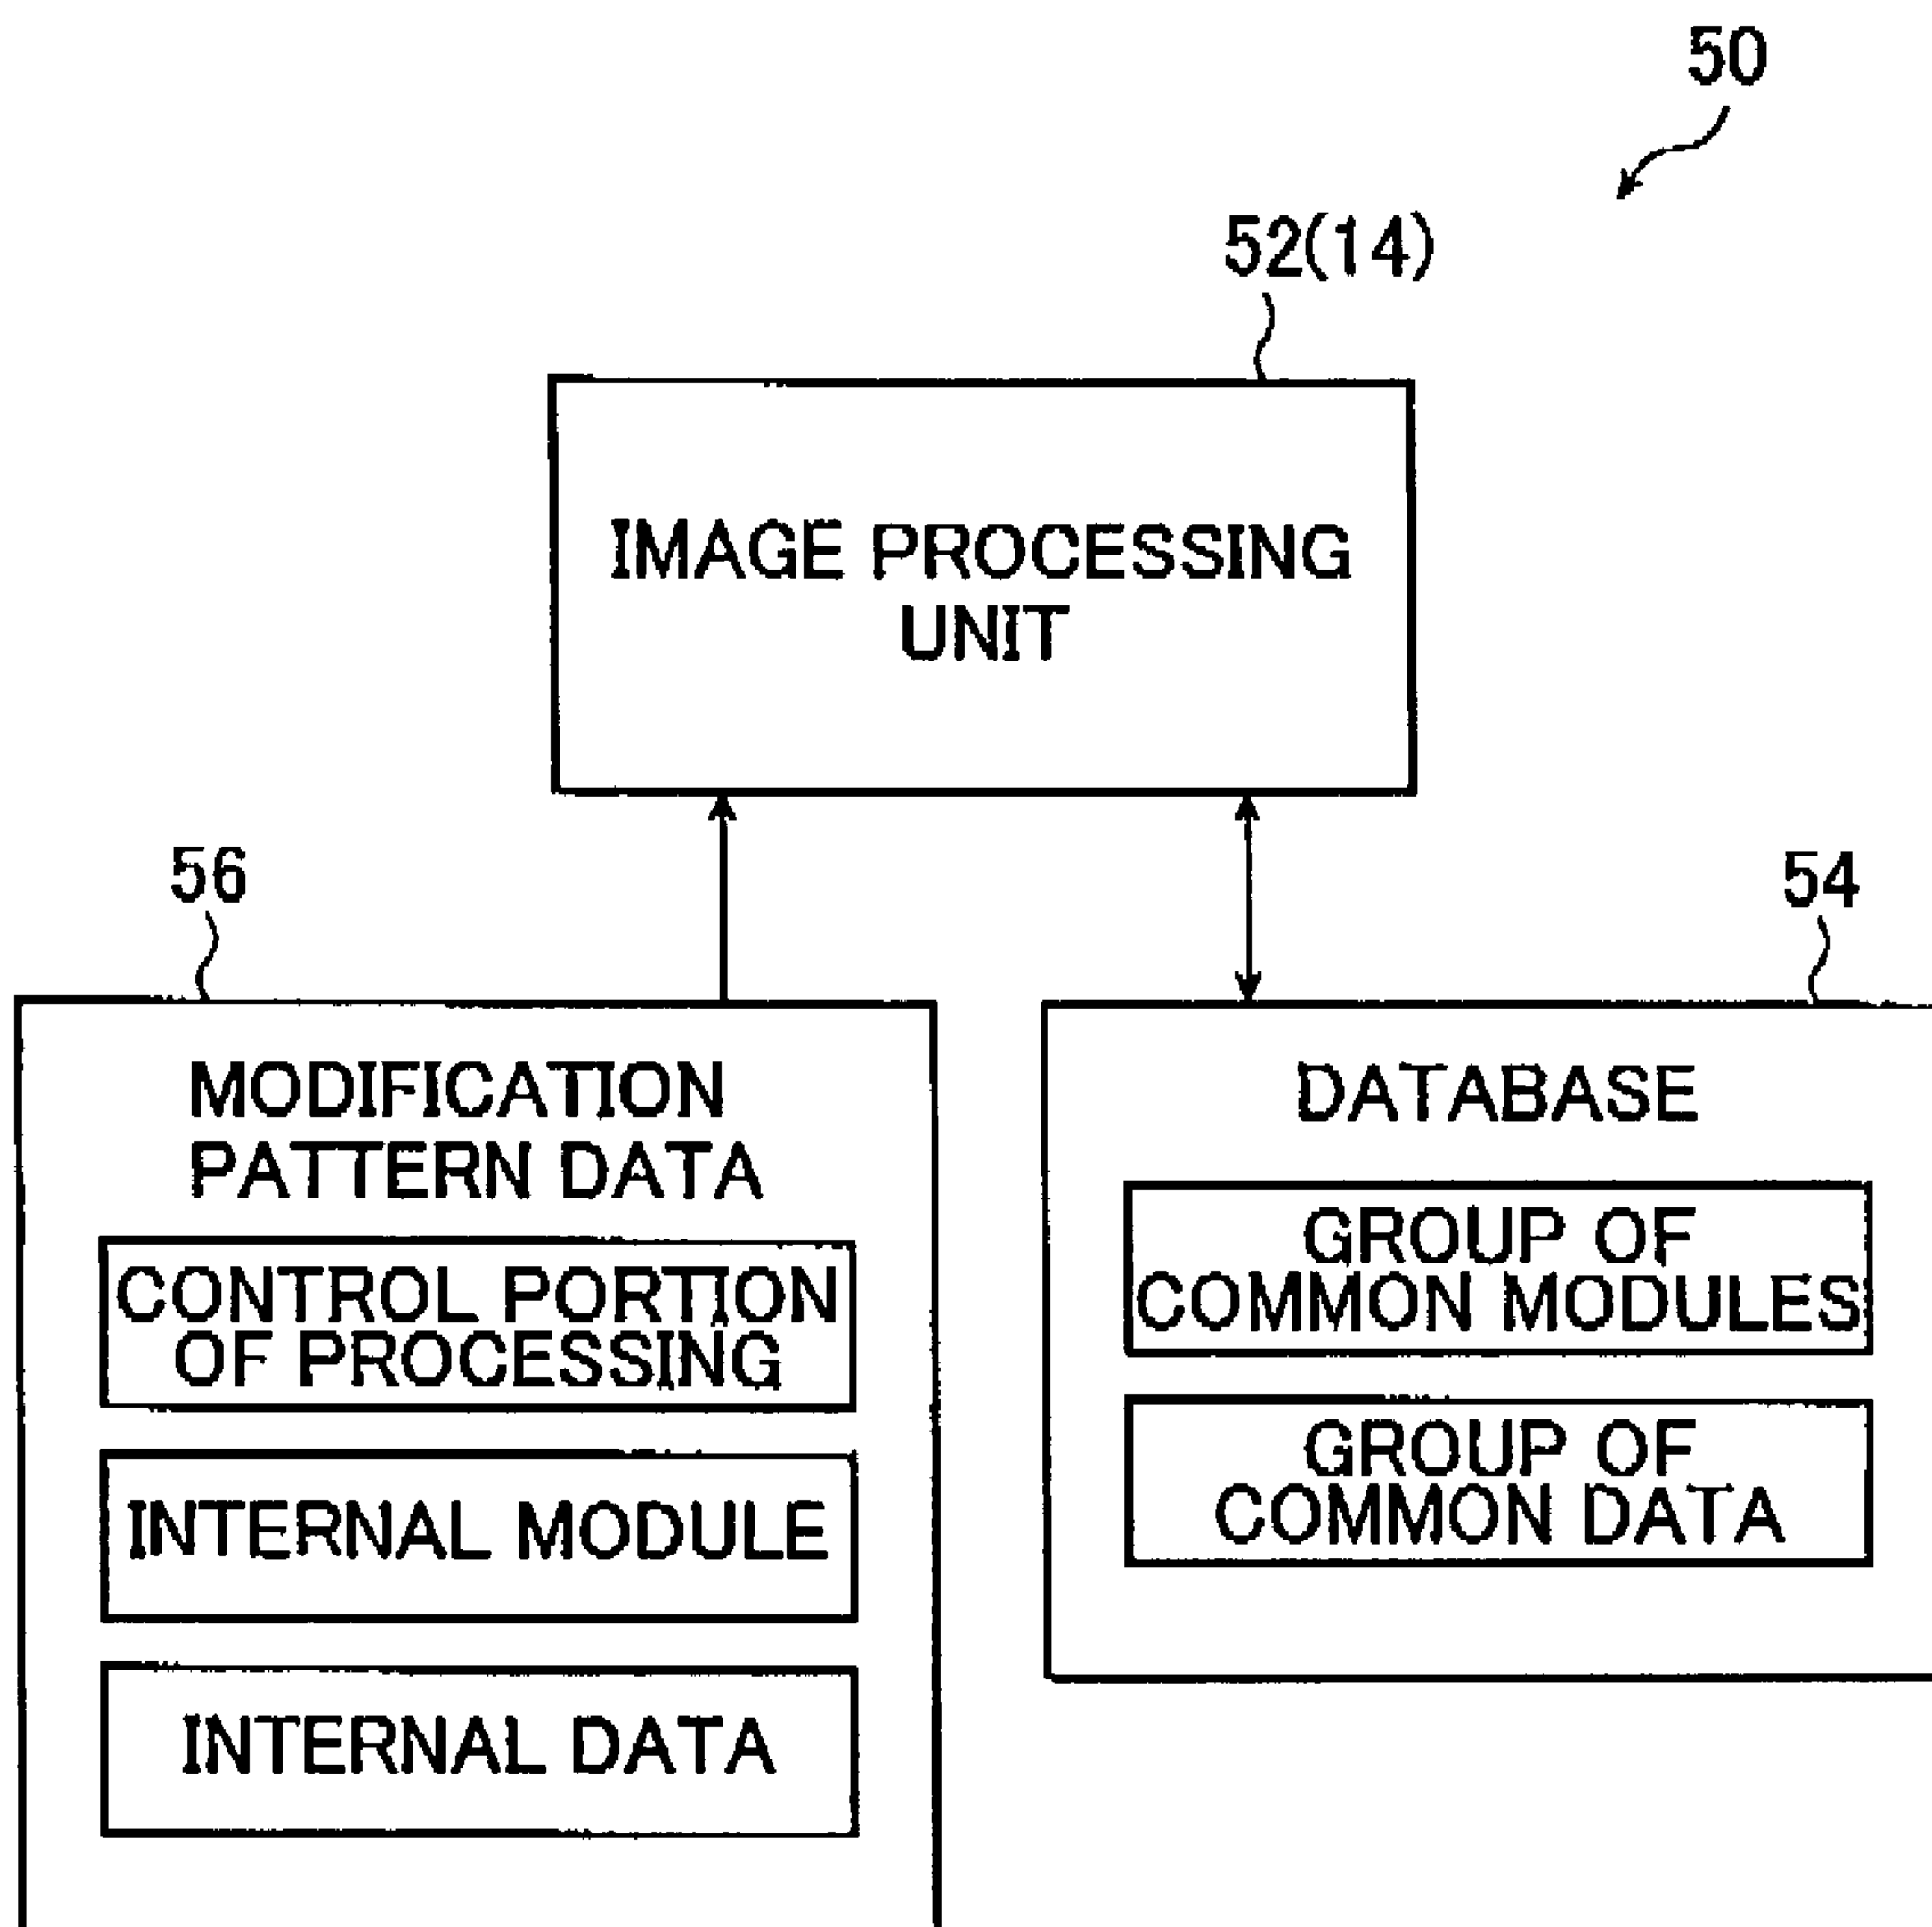 50
52(14)
IMAGE PROCESSING
UNIT
56
54
MODIFICATION
PATTERN DATA
CONTROL PORTION
OF PROCESSING
INTERNAL MODULE
INTERNAL DATA
DATABASE
GROUP OF
COMMON MODULES
GROUP OF
COMMON DATA